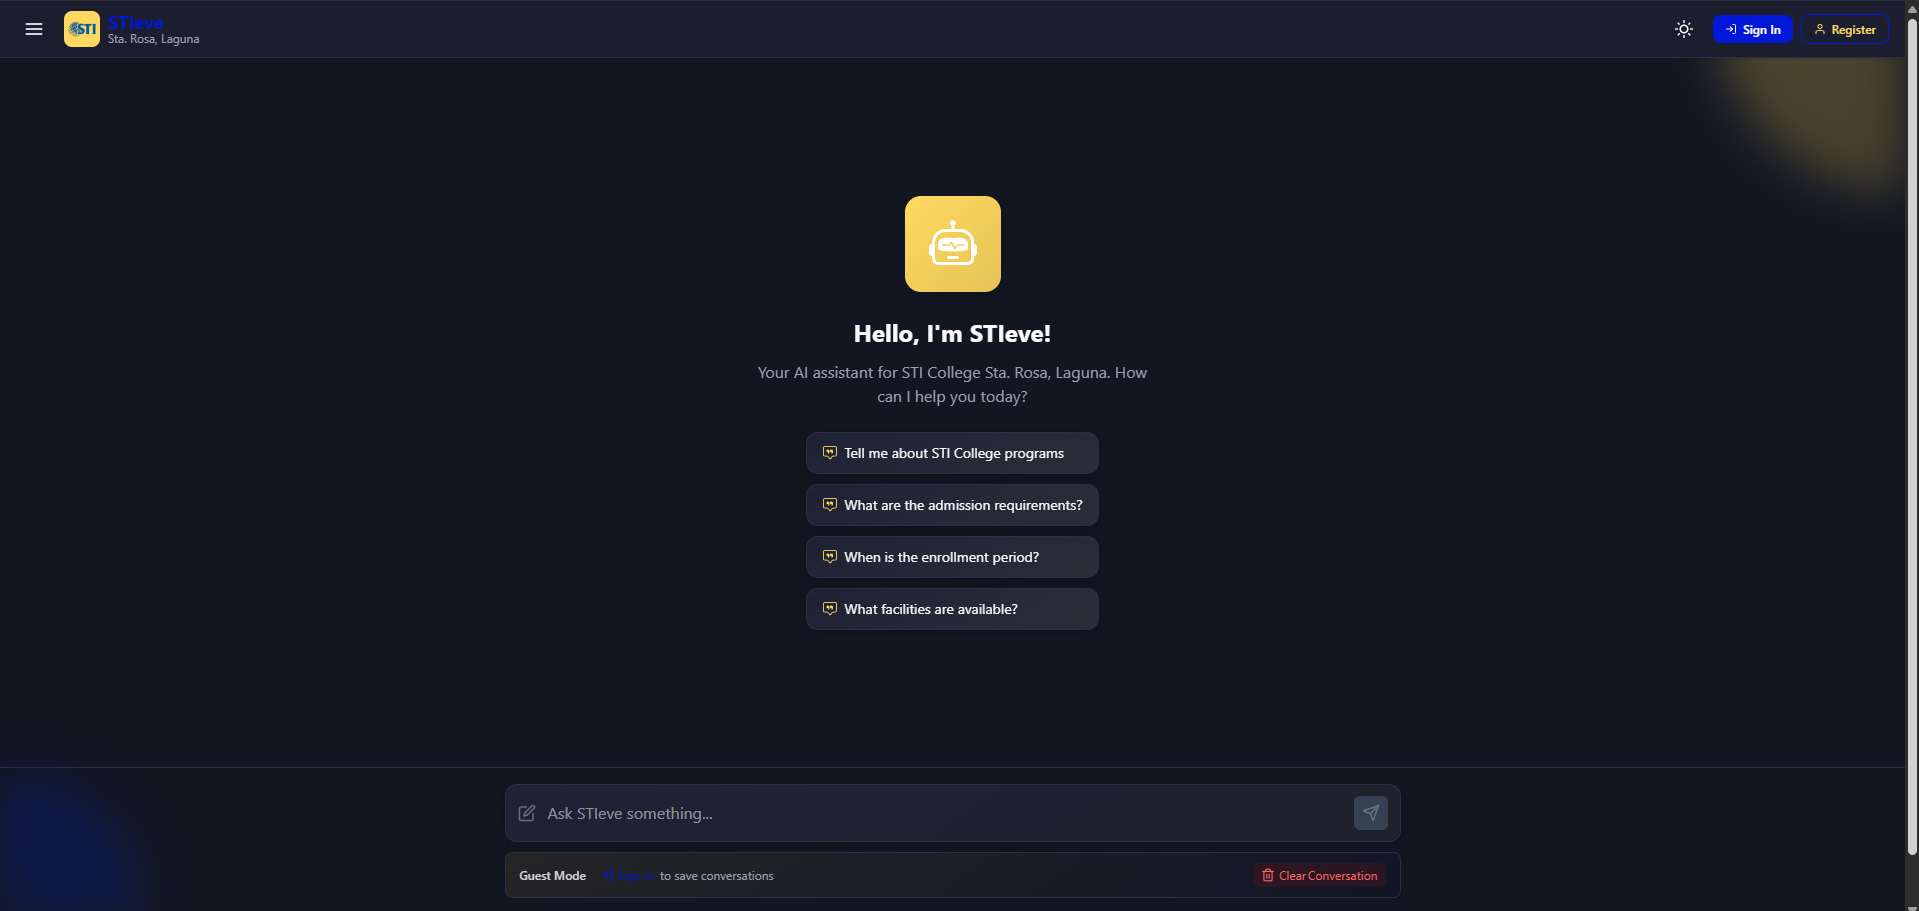 STI
STIeve
Sta. Rosa, Laguna
Sign In
Register
Hello, I'm STIeve!
Your AI assistant for STI College Sta. Rosa, Laguna. How
can I help you today?
Tell me about STI College programs
What are the admission requirements?
When is the enrollment period?
What facilities are available?
Ask STIeve something...
Guest Mode Sign in to save conversations
Clear Conversation